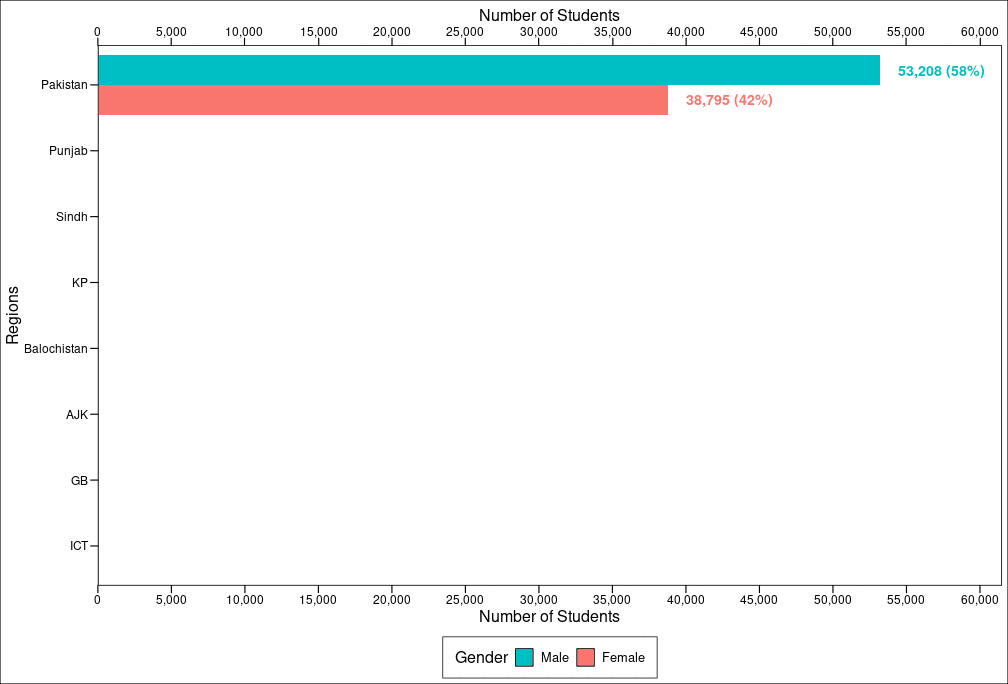 Number of Students
0 5,000 10,000 15,000 20,000 25,000 30,000 35,000 40,000 45,000 50,000 55,000 60,000
53,208 (58%)
Pakistan
38,795 (42%)
Punjab
Sindh
KP
Regions
Balochistan
AJK
GB
ICT
0 5,000 10,000 15,000 20,000 25,000 30,000 35,000 40,000 45,000 50,000 55,000 60,000
Number of Students
Gender Male Female